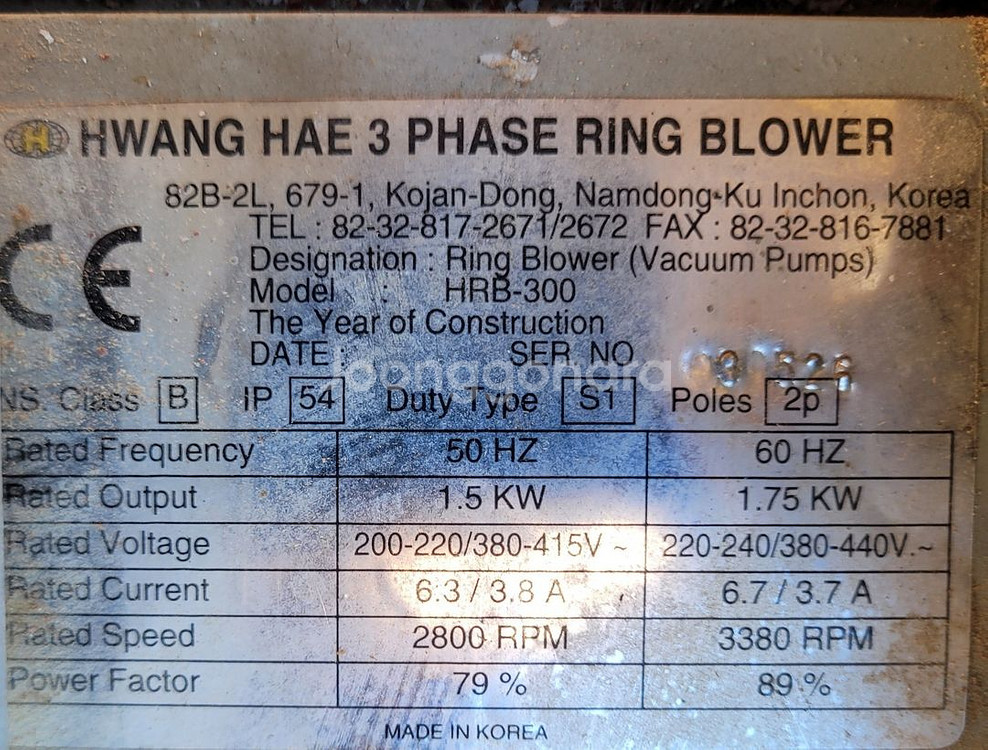 H HWANG HAE 3 PHASE RING BLOWER
82B-2L, 679-1, Kojan-Dong, Namdong-Ku Inchon, Korea
TEL : 82-32-817-2671/2672 FAX : 82-32-816-7881
CE
Designation : Ring Blower (Vacuum Pumps)
Model : HRB-300
The Year of Construction
DATE : SER. NO
joonggonara
NS. Class B IP 54 Duty Type S1 Poles 2p
Rated Frequency 50 HZ 60 HZ
Rated Output 1.5 KW 1.75 KW
Rated Voltage 200-220/380-415V ~ 220-240/380-440V.~
Rated Current 6.3 / 3.8 A 6.7 / 3.7 A
Rated Speed 2800 RPM 3380 RPM
Power Factor 79 % 89 %
MADE IN KOREA